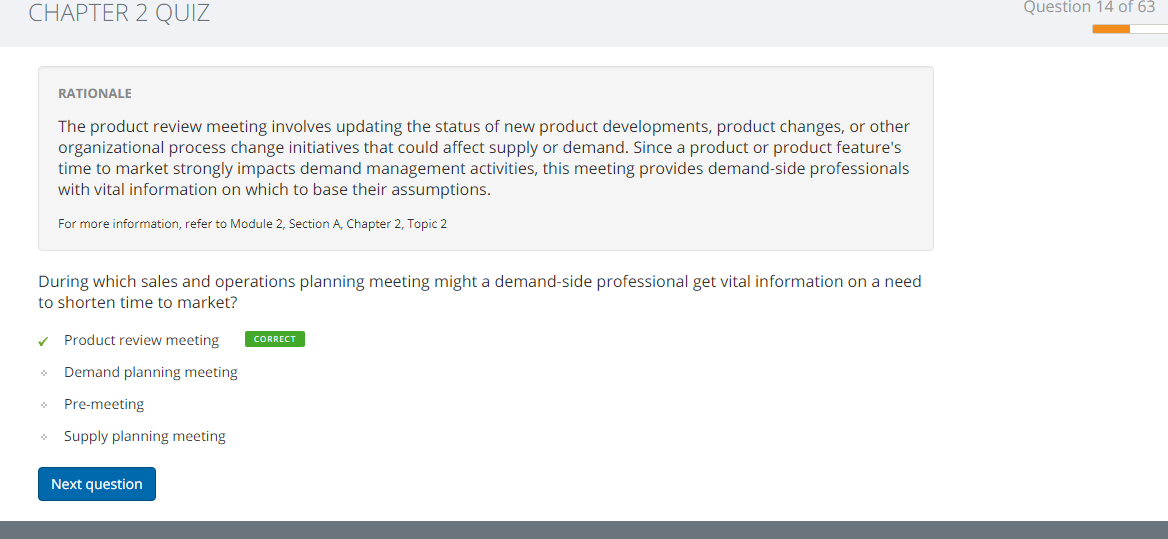 CHAPTER 2 QUIZ
Question 14 of 63
RATIONALE
The product review meeting involves updating the status of new product developments, product changes, or other
organizational process change initiatives that could affect supply or demand. Since a product or product feature's
time to market strongly impacts demand management activities, this meeting provides demand-side professionals
with vital information on which to base their assumptions.
For more information, refer to Module 2, Section A, Chapter 2, Topic 2
During which sales and operations planning meeting might a demand-side professional get vital information on a need
to shorten time to market?
Product review meeting CORRECT
Demand planning meeting
Pre-meeting
Supply planning meeting
Next question